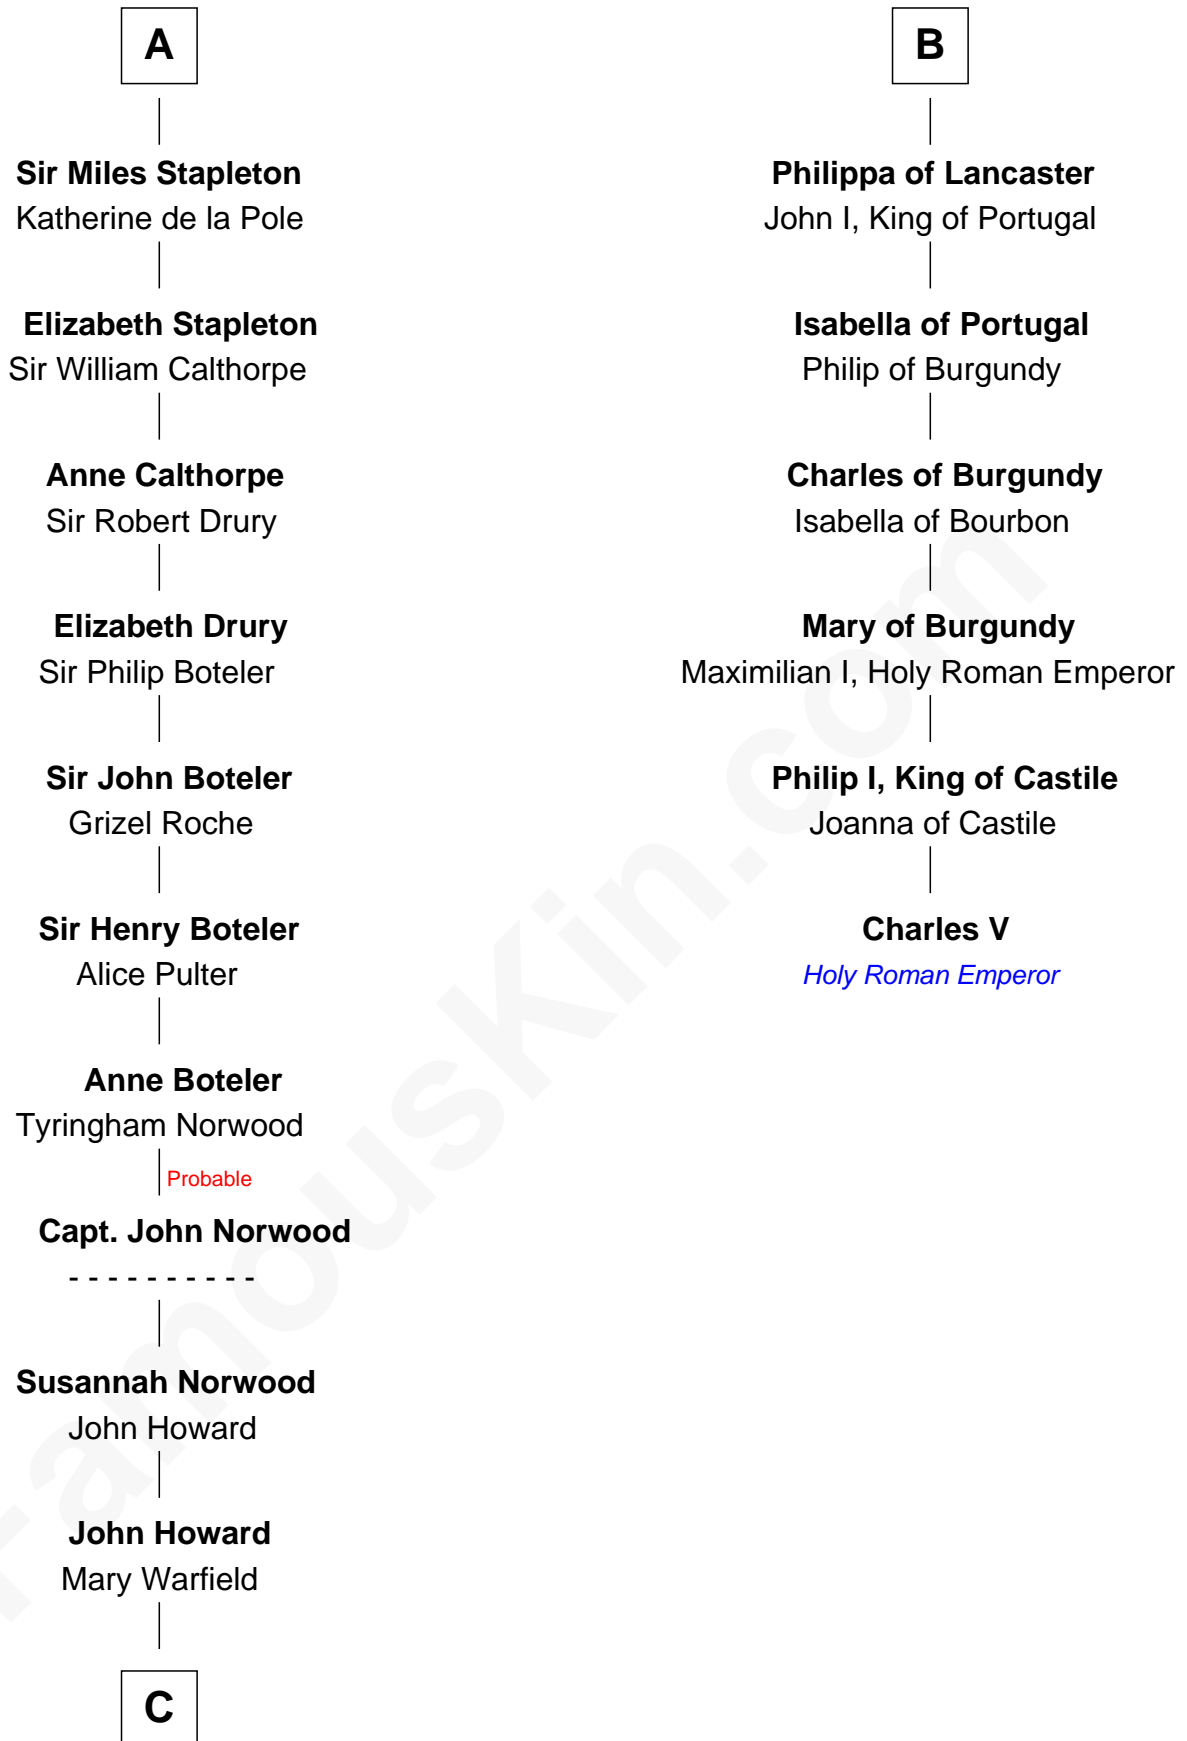 A
Sir Miles Stapleton
Katherine de la Pole
Elizabeth Stapleton
Sir William Calthorpe
Anne Calthorpe
Sir Robert Drury
Elizabeth Drury
Sir Philip Boteler
Sir John Boteler
Grizel Roche
Sir Henry Boteler
Alice Pulter
Anne Boteler
Tyringham Norwood
Probable
Capt. John Norwood
- - - - - - - - - -
Susannah Norwood
John Howard
John Howard
Mary Warfield
C
B
Philippa of Lancaster
John I, King of Portugal
Isabella of Portugal
Philip of Burgundy
Charles of Burgundy
Isabella of Bourbon
Mary of Burgundy
Maximilian I, Holy Roman Emperor
Philip I, King of Castile
Joanna of Castile
Charles V
Holy Roman Emperor
FamousKin.com